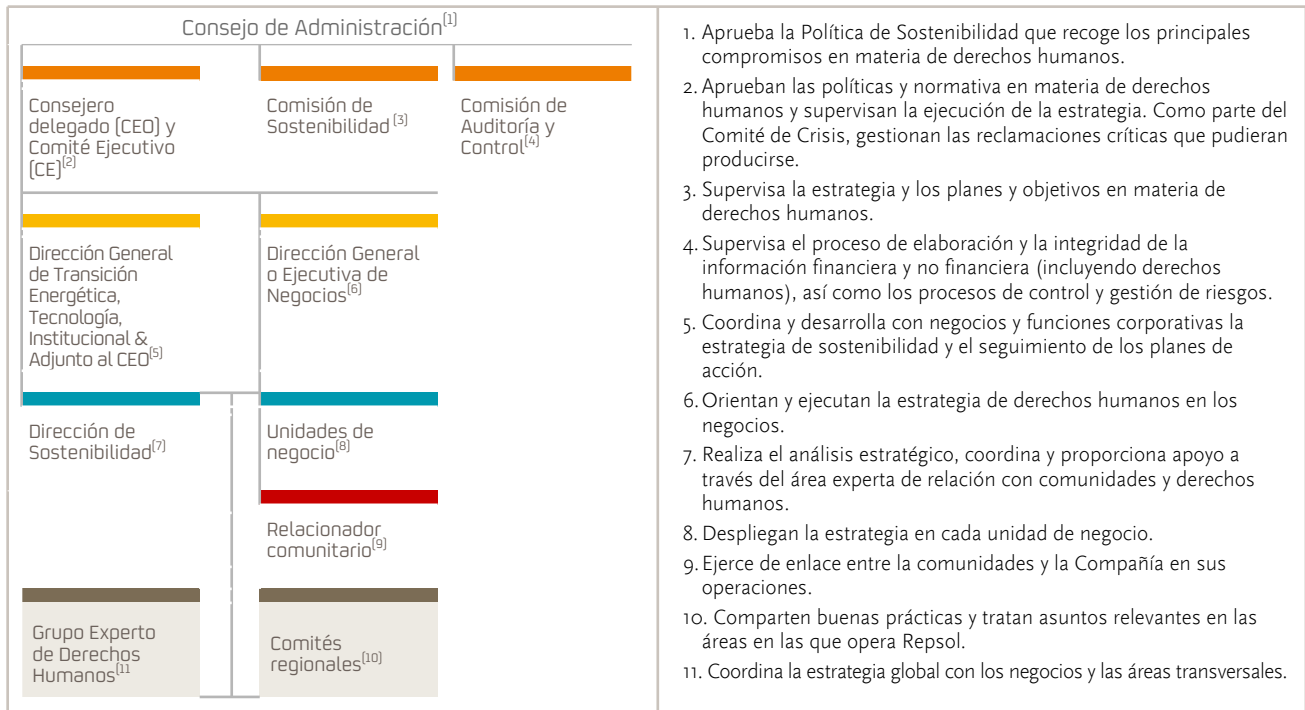 Consejo de Administración(1)
Consejero
delegado (CEO) y
Comité Ejecutivo
(CE)(2)
Comisión de
Sostenibilidad (3)
Comisión de
Auditoría y
Control(4)
Dirección General
de Transición
Energética,
Tecnología,
Institucional &
Adjunto al CEO(5)
Dirección General
o Ejecutiva de
Negocios(6)
Dirección de
Sostenibilidad(7)
Unidades de
negocio(8)
Relacionador
comunitario(9)
Grupo Experto
de Derechos
Humanos(11
Comités
regionales(10)
1. Aprueba la Política de Sostenibilidad que recoge los principales
compromisos en materia de derechos humanos.
2. Aprueban las políticas y normativa en materia de derechos
humanos y supervisan la ejecución de la estrategia. Como parte del
Comité de Crisis, gestionan las reclamaciones críticas que pudieran
producirse.
3. Supervisa la estrategia y los planes y objetivos en materia de
derechos humanos.
4. Supervisa el proceso de elaboración y la integridad de la
información financiera y no financiera (incluyendo derechos
humanos), así como los procesos de control y gestión de riesgos.
5. Coordina y desarrolla con negocios y funciones corporativas la
estrategia de sostenibilidad y el seguimiento de los planes de
acción.
6. Orientan y ejecutan la estrategia de derechos humanos en los
negocios.
7. Realiza el análisis estratégico, coordina y proporciona apoyo a
través del área experta de relación con comunidades y derechos
humanos.
8. Despliegan la estrategia en cada unidad de negocio.
9. Ejerce de enlace entre la comunidades y la Compañía en sus
operaciones.
10. Comparten buenas prácticas y tratan asuntos relevantes en las
áreas en las que opera Repsol.
11. Coordina la estrategia global con los negocios y las áreas transversales.